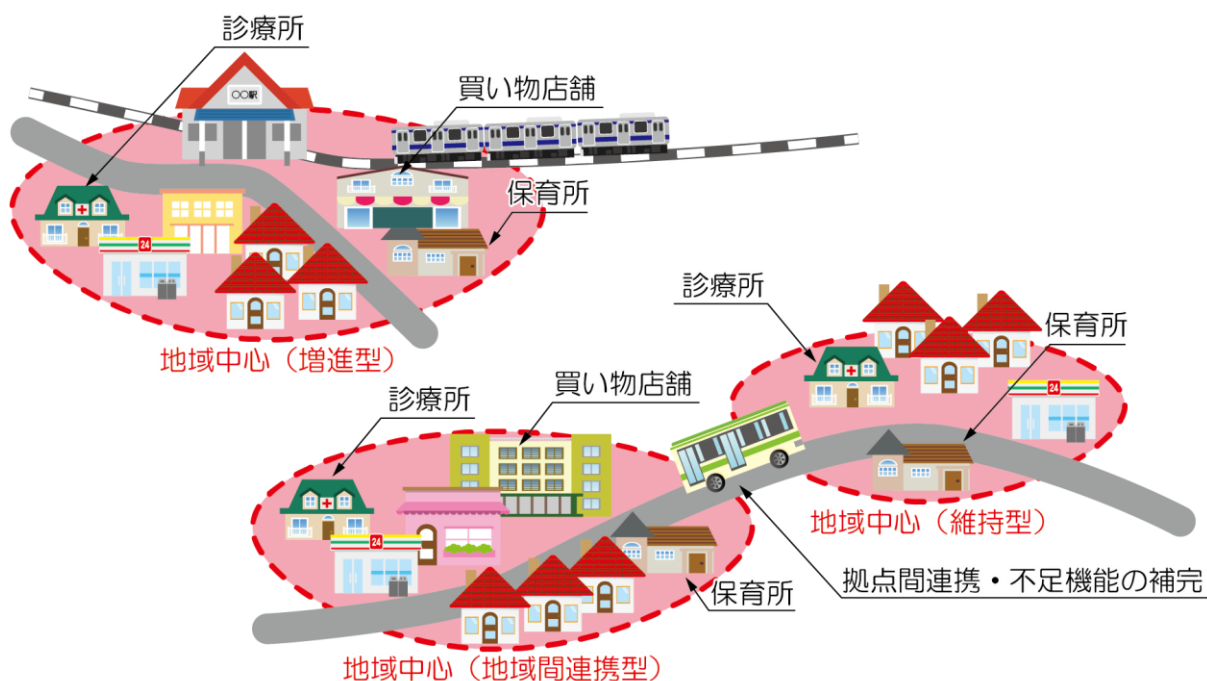 診療所
○○駅
買い物店舗
保育所
24
地域中心（増進型）
診療所
保育所
24
買い物店舗
診療所
24
地域中心（維持型）
拠点間連携・不足機能の補完
保育所
地域中心（地域間連携型）